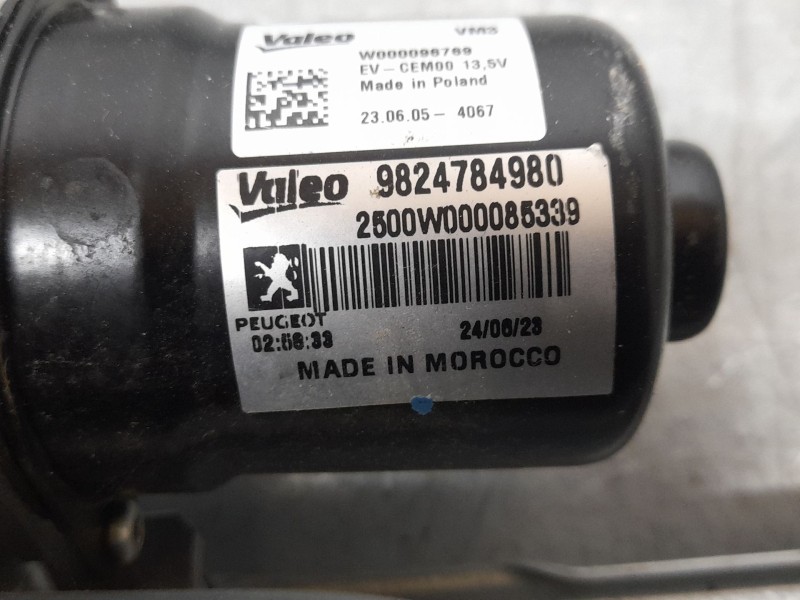 Valeo VM3
W000096769
EV-CEM00 13,5V
Made in Poland
23.06.05- 4067
Valeo 9824784980
2500W000085339
PEUGEOT
02:56:33 24/06/23
MADE IN MOROCCO